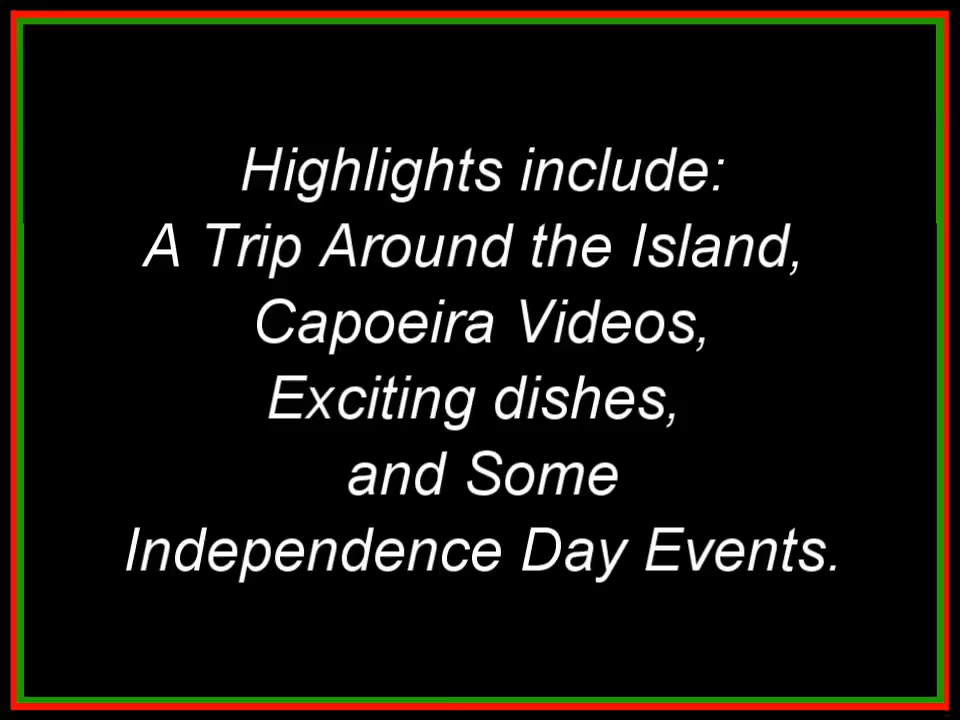 Highlights include:
A Trip Around the Island,
Capoeira Videos,
Exciting dishes,
and Some
Independence Day Events.